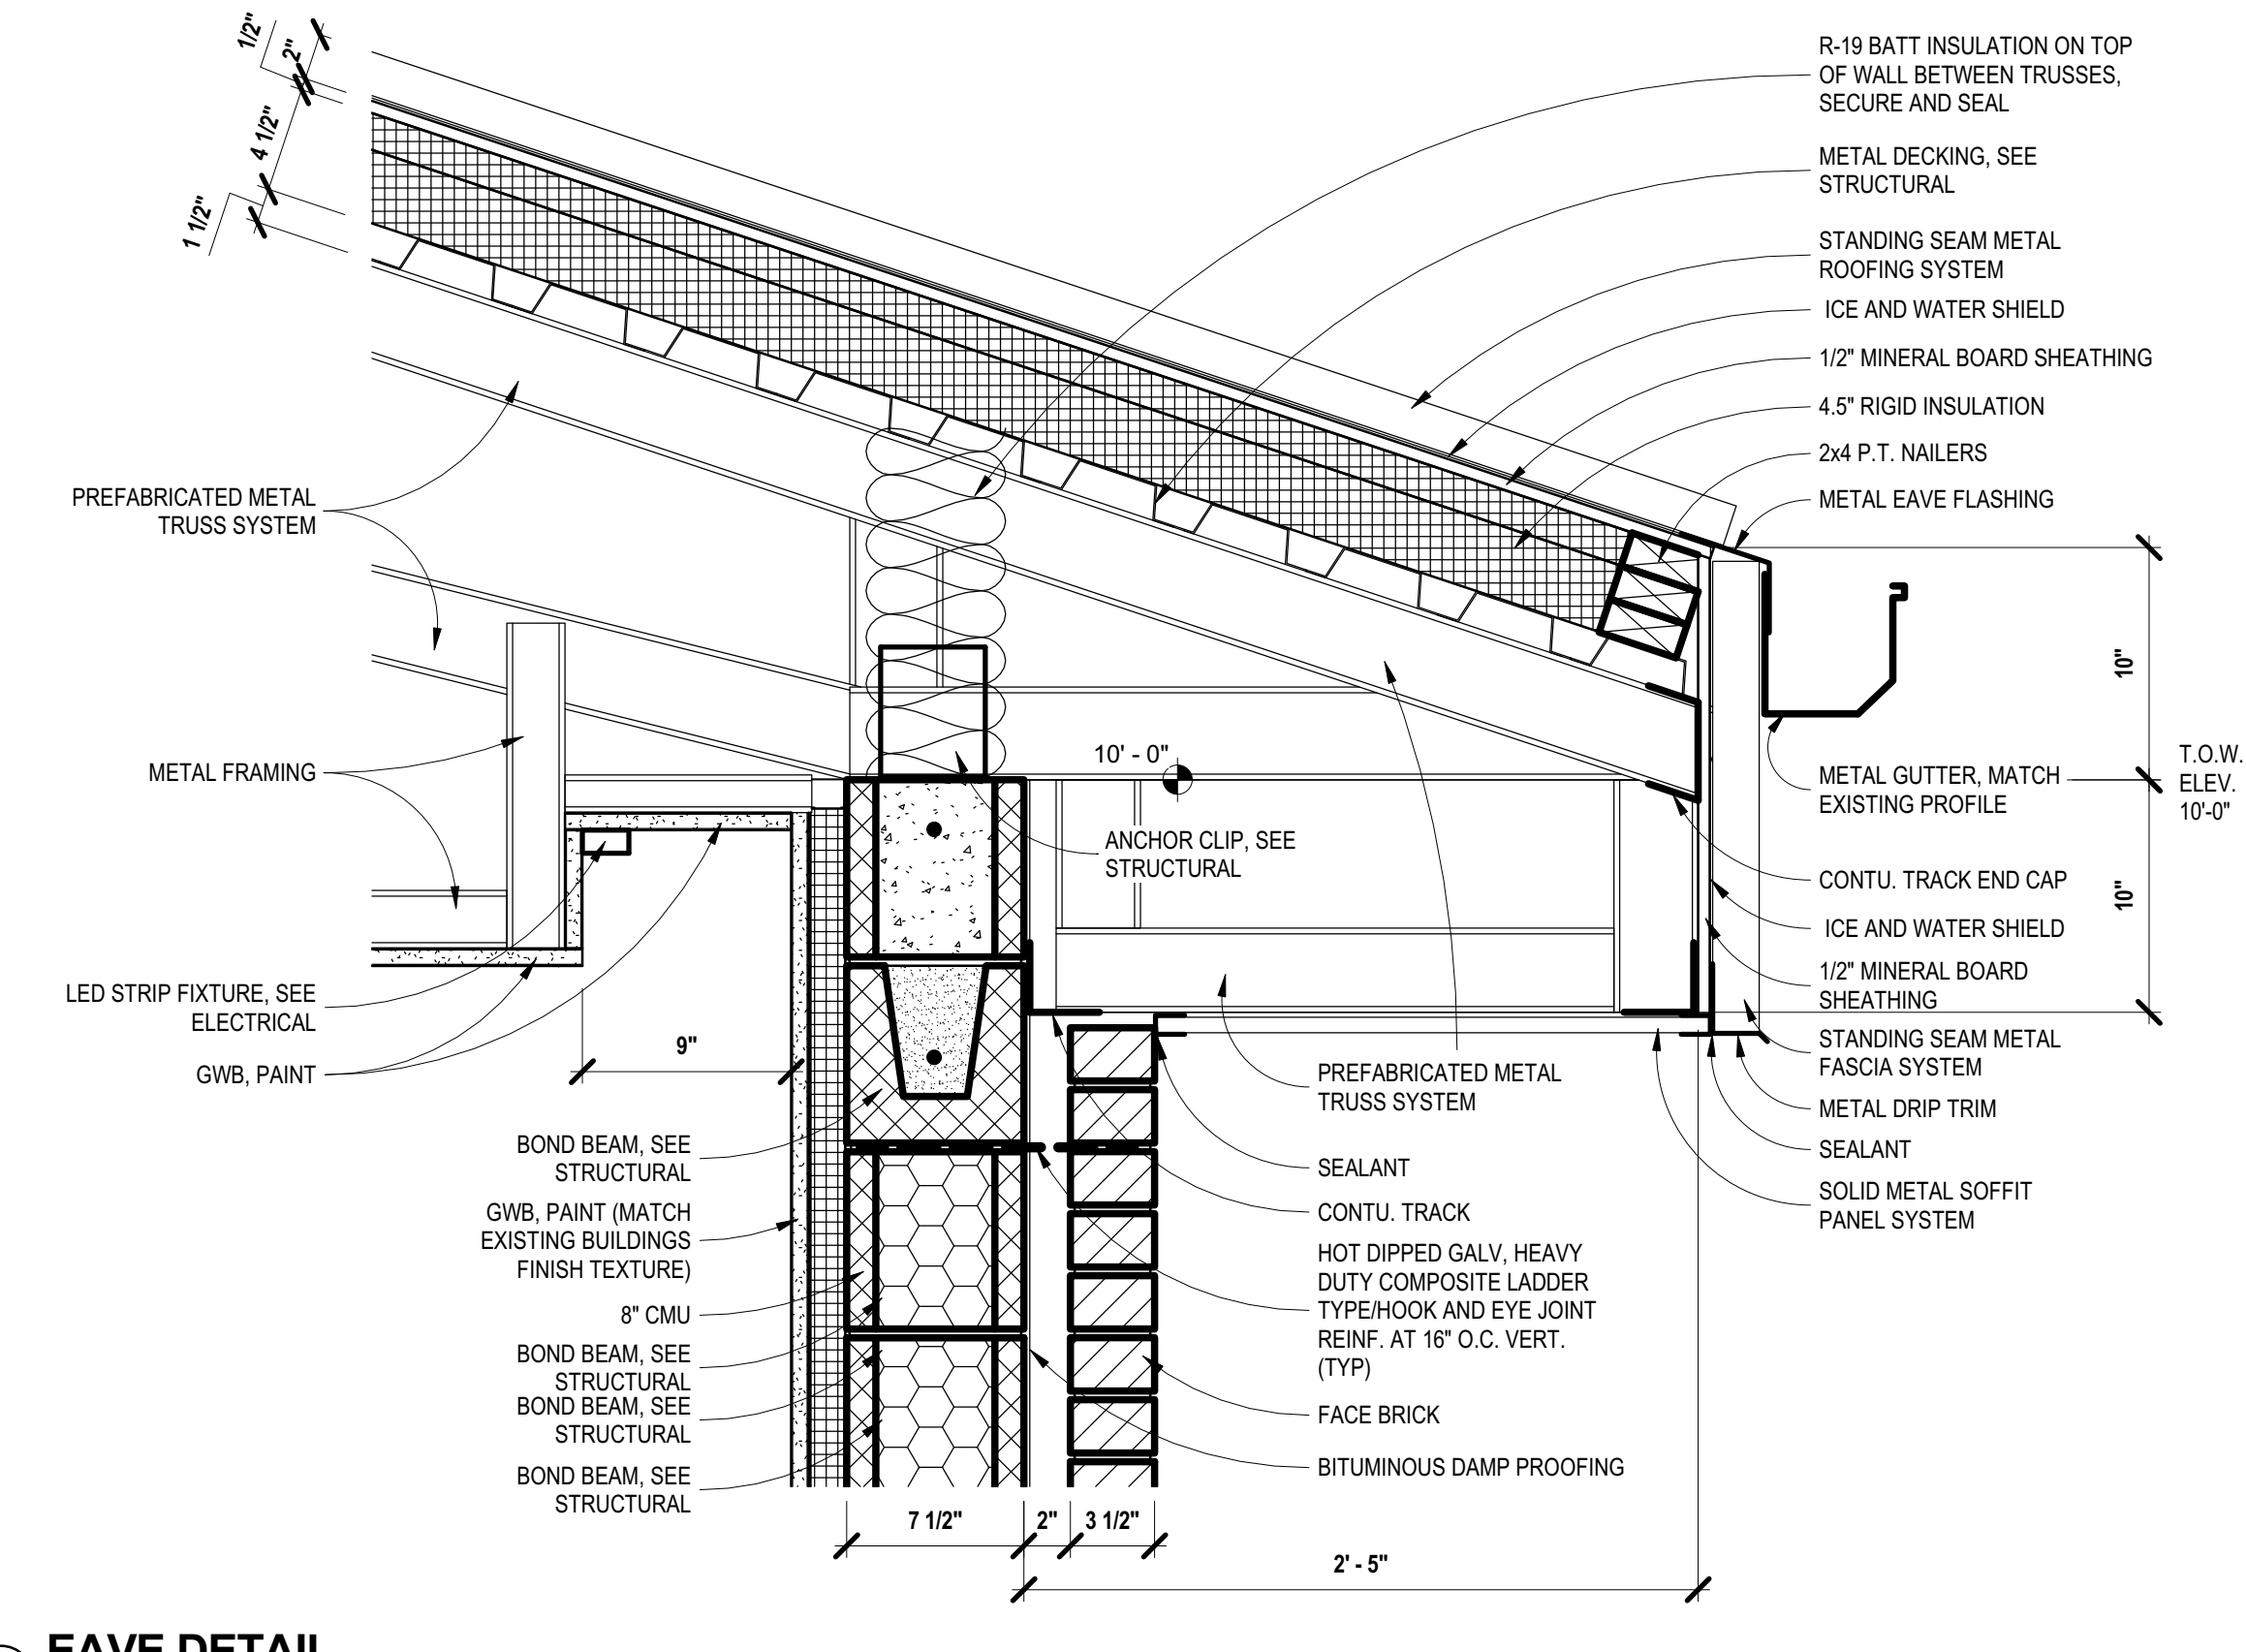 1/2"
2"
4 1/2"
1 1/2"
R-19 BATT INSULATION ON TOP
OF WALL BETWEEN TRUSSES,
SECURE AND SEAL
METAL DECKING, SEE
STRUCTURAL
STANDING SEAM METAL
ROOFING SYSTEM
ICE AND WATER SHIELD
1/2" MINERAL BOARD SHEATHING
4.5" RIGID INSULATION
2x4 P.T. NAILERS
METAL EAVE FLASHING
10"
T.O.W.
ELEV.
10'-0"
METAL GUTTER, MATCH
EXISTING PROFILE
10"
CONTU. TRACK END CAP
ICE AND WATER SHIELD
1/2" MINERAL BOARD
SHEATHING
STANDING SEAM METAL
FASCIA SYSTEM
METAL DRIP TRIM
SEALANT
SOLID METAL SOFFIT
PANEL SYSTEM
PREFABRICATED METAL
TRUSS SYSTEM
METAL FRAMING
LED STRIP FIXTURE, SEE
ELECTRICAL
GWB, PAINT
9"
10' - 0"
ANCHOR CLIP, SEE
STRUCTURAL
BOND BEAM, SEE
STRUCTURAL
GWB, PAINT (MATCH
EXISTING BUILDINGS
FINISH TEXTURE)
8" CMU
BOND BEAM, SEE
STRUCTURAL
BOND BEAM, SEE
STRUCTURAL
BOND BEAM, SEE
STRUCTURAL
PREFABRICATED METAL
TRUSS SYSTEM
SEALANT
CONTU. TRACK
HOT DIPPED GALV, HEAVY
DUTY COMPOSITE LADDER
TYPE/HOOK AND EYE JOINT
REINF. AT 16" O.C. VERT.
(TYP)
FACE BRICK
BITUMINOUS DAMP PROOFING
7 1/2"
2"
3 1/2"
2' - 5"
EAVE DETAIL